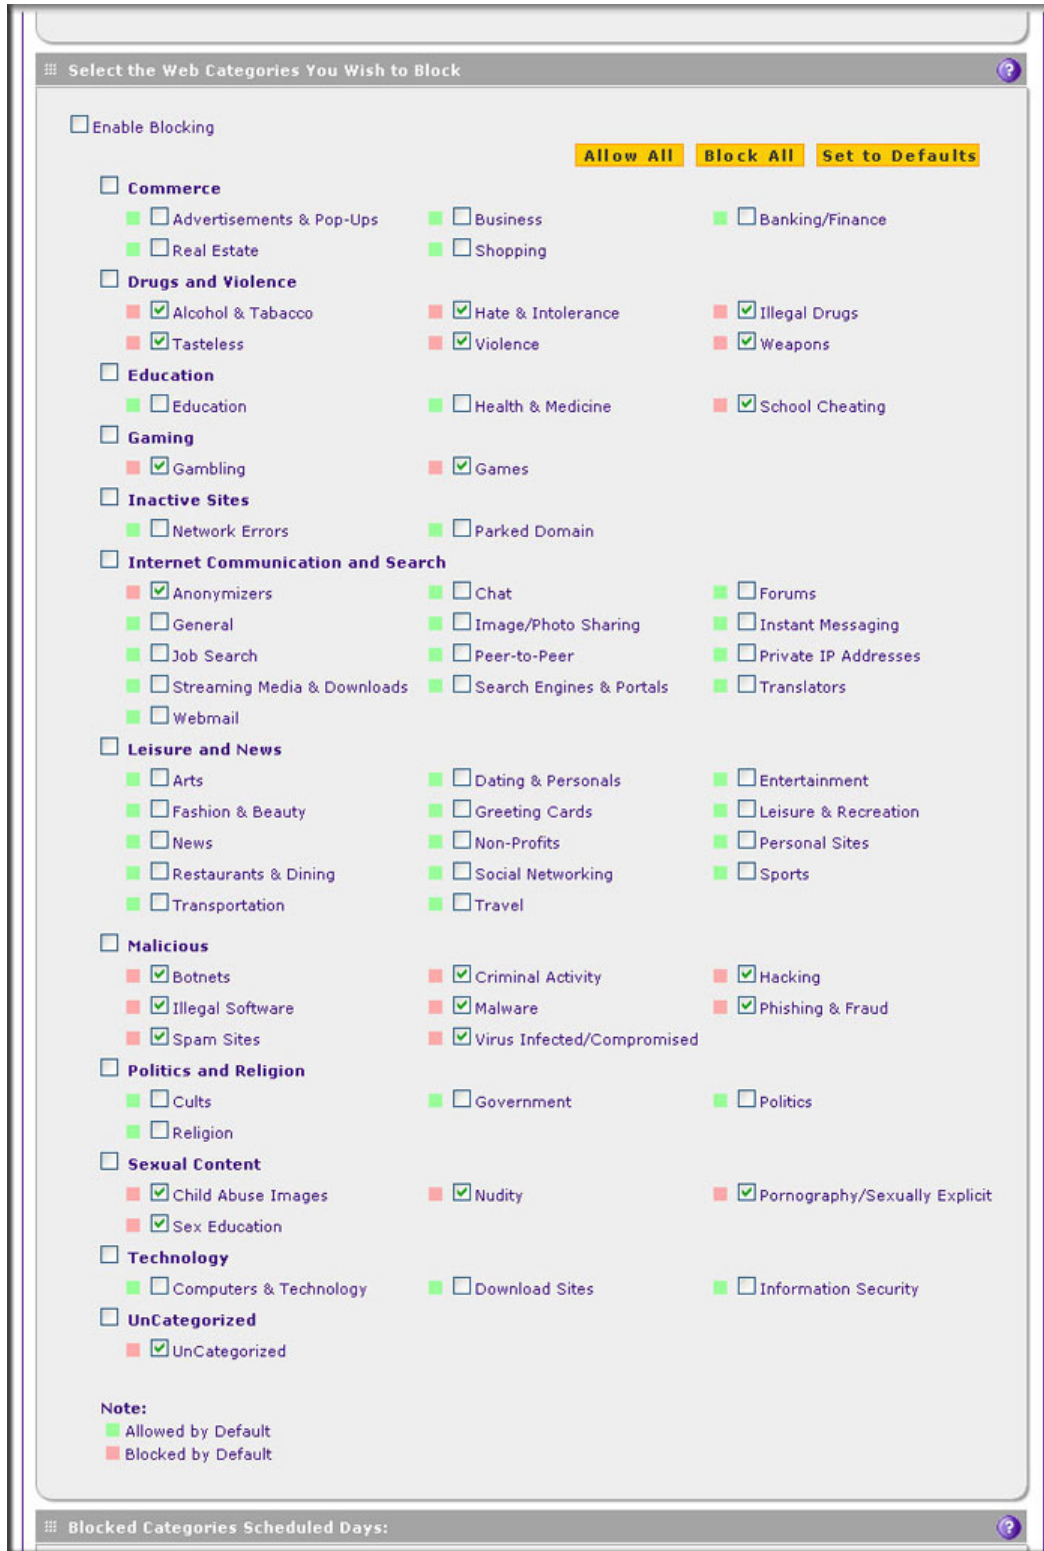 Select the Web Categories You Wish to Block
?
Enable Blocking
Allow All Block All Set to Defaults
Commerce
Advertisements & Pop-Ups Business Banking/Finance
Real Estate Shopping
Drugs and Violence
Alcohol & Tabacco Hate & Intolerance Illegal Drugs
Tasteless Violence Weapons
Education
Education Health & Medicine School Cheating
Gaming
Gambling Games
Inactive Sites
Network Errors Parked Domain
Internet Communication and Search
Anonymizers Chat Forums
General Image/Photo Sharing Instant Messaging
Job Search Peer-to-Peer Private IP Addresses
Streaming Media & Downloads Search Engines & Portals Translators
Webmail
Leisure and News
Arts Dating & Personals Entertainment
Fashion & Beauty Greeting Cards Leisure & Recreation
News Non-Profits Personal Sites
Restaurants & Dining Social Networking Sports
Transportation Travel
Malicious
Botnets Criminal Activity Hacking
Illegal Software Malware Phishing & Fraud
Spam Sites Virus Infected/Compromised
Politics and Religion
Cults Government Politics
Religion
Sexual Content
Child Abuse Images Nudity Pornography/Sexually Explicit
Sex Education
Technology
Computers & Technology Download Sites Information Security
UnCategorized
UnCategorized
Note:
Allowed by Default
Blocked by Default
Blocked Categories Scheduled Days:
?